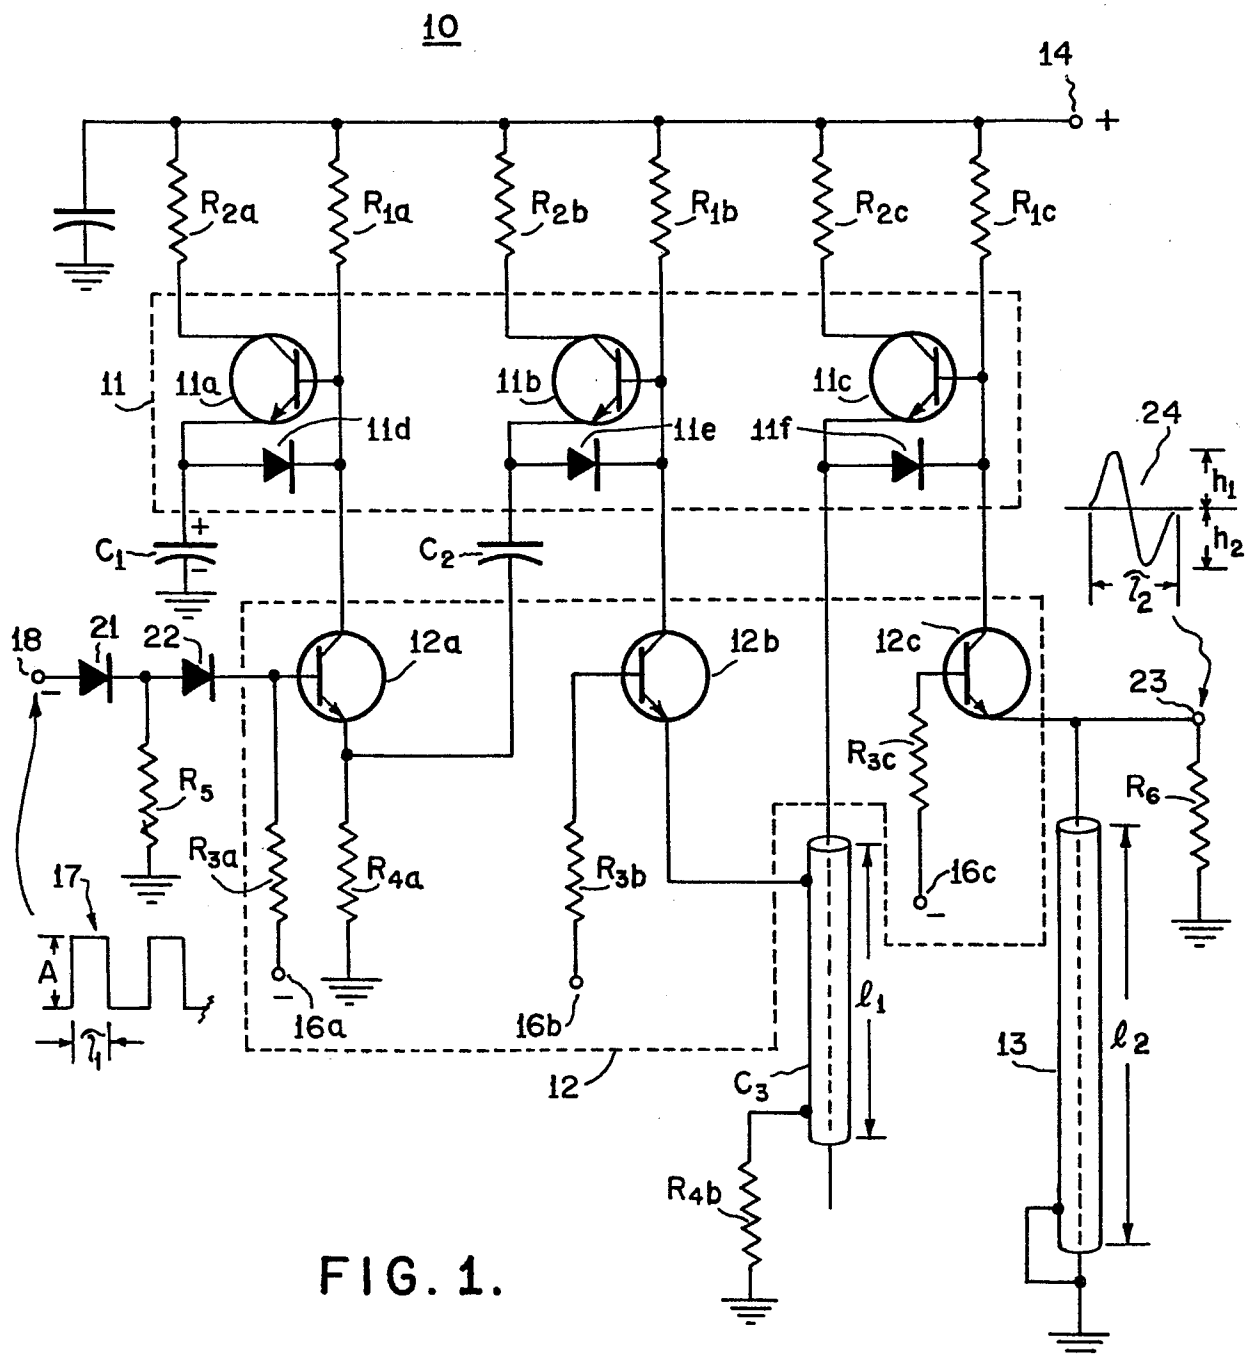 10
14
+
R2a
R1a
R2b
R1b
R2c
R1c
11
11a
11b
11c
11d
11e
11f
24
h1
h2
τ2
C1
+
−
C2
18
−
21
22
12a
12b
12c
23
R5
R3a
R4a
R3b
R3c
R6
17
A
τ1
16a
−
16b
16c
−
12
C3
ℓ1
13
ℓ2
R4b
FIG. 1.